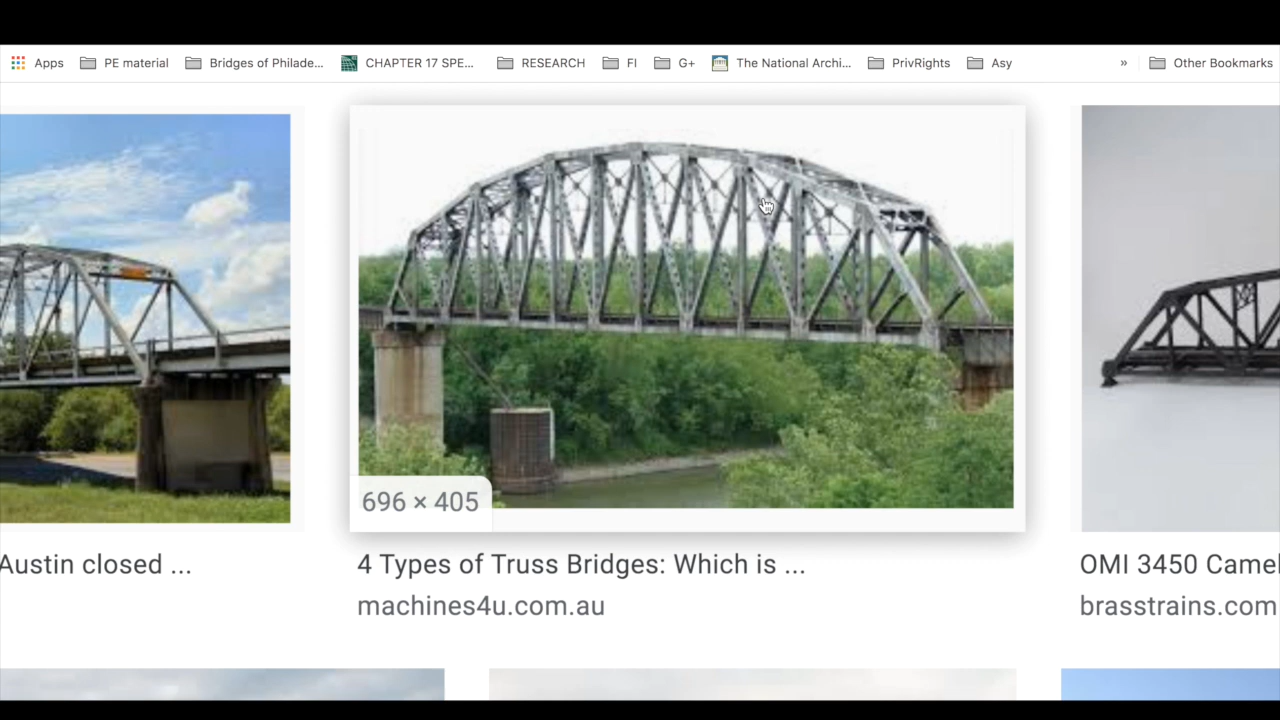 Apps PE material Bridges of Philade... CHAPTER 17 SPE... RESEARCH FI G+ The National Archi... PrivRights Asy » Other Bookmarks
696 × 405
Austin closed ...
4 Types of Truss Bridges: Which is ...
OMI 3450 Camel
machines4u.com.au
brasstrains.com